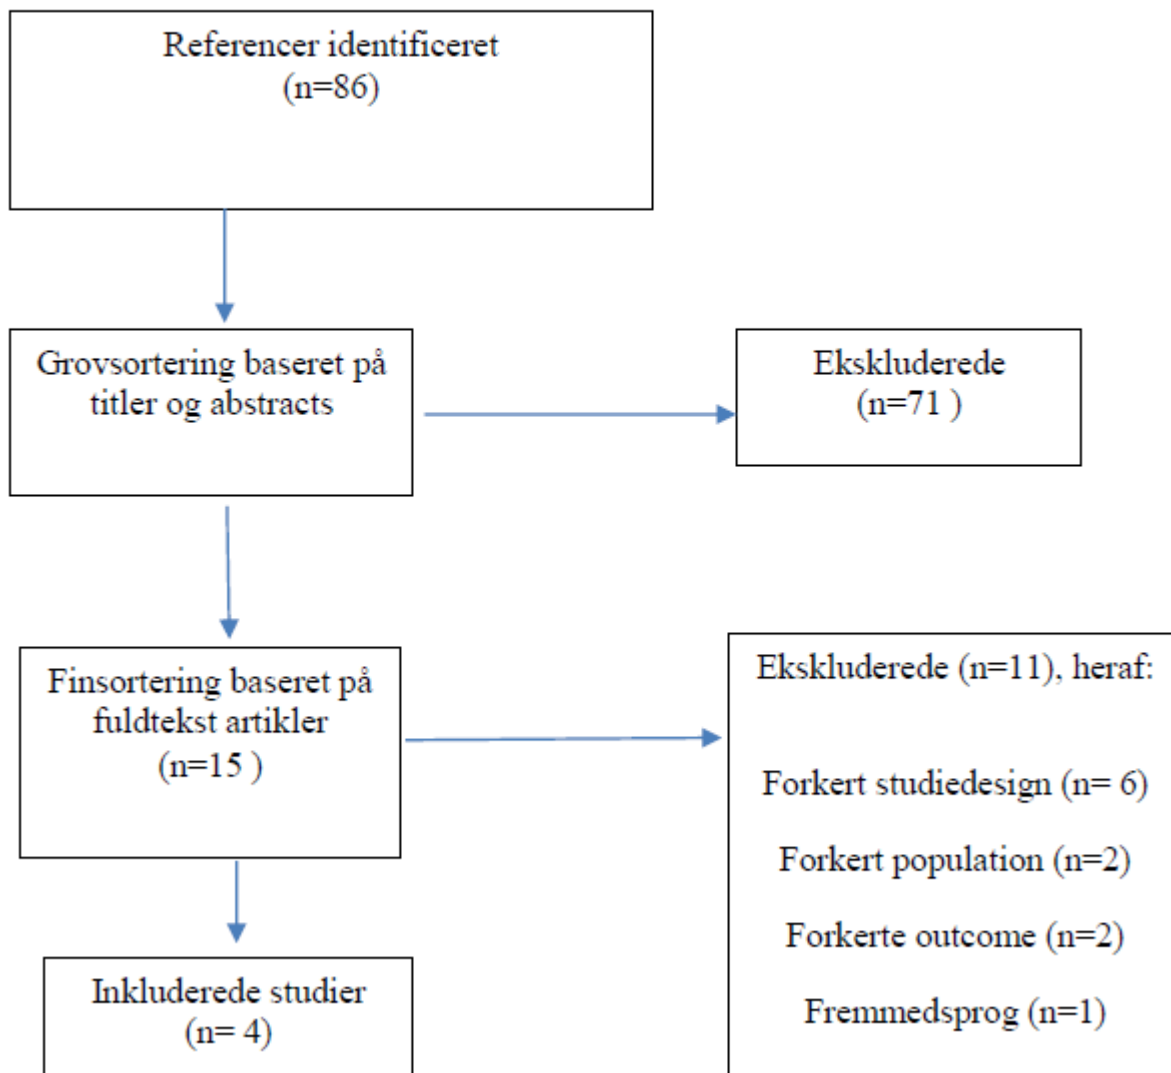 Referencer identificeret
(n=86)
Grovsortering baseret på
titler og abstracts
Ekskluderede
(n=71 )
Finsortering baseret på
fuldtekst artikler
(n=15 )
Ekskluderede (n=11), heraf:
Forkert studiedesign (n= 6)
Forkert population (n=2)
Forkerte outcome (n=2)
Fremmedsprog (n=1)
Inkluderede studier
(n= 4)